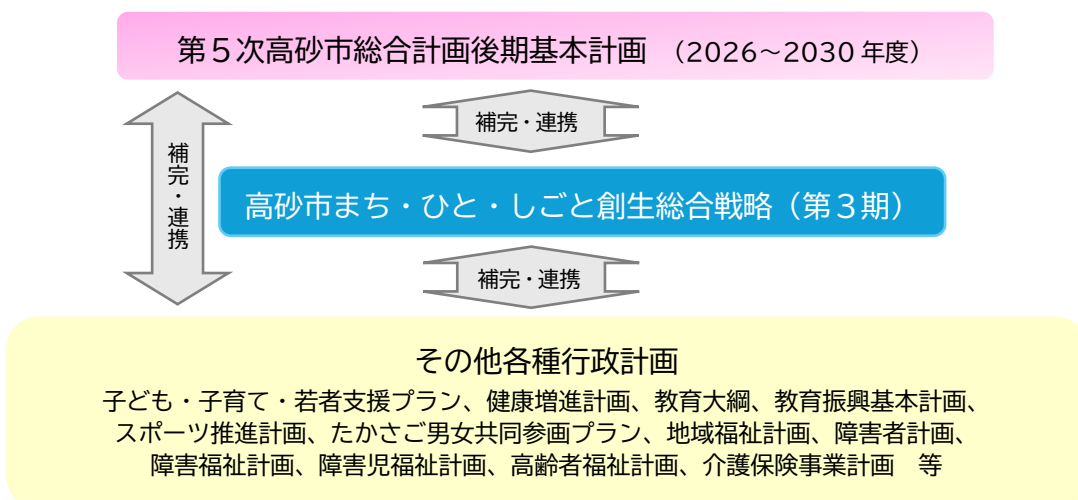 第５次高砂市総合計画後期基本計画 （2026～2030 年度）
補完・連携
補完・連携
高砂市まち・ひと・しごと創生総合戦略（第３期）
補完・連携
その他各種行政計画
子ども・子育て・若者支援プラン、健康増進計画、教育大綱、教育振興基本計画、
スポーツ推進計画、たかさご男女共同参画プラン、地域福祉計画、障害者計画、
障害福祉計画、障害児福祉計画、高齢者福祉計画、介護保険事業計画　等